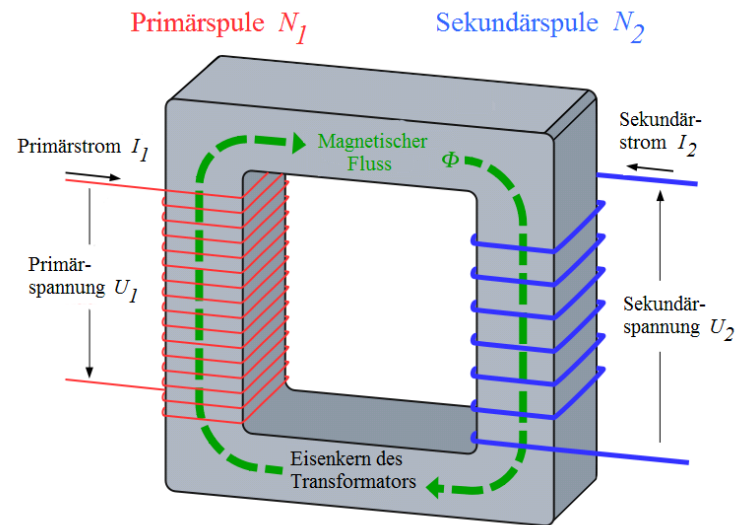 Primärspule N1
Sekundärspule N2
Primärstrom I1
Magnetischer
Fluss
Φ
Sekundär-
strom I2
Primär-
spannung U1
Sekundär-
spannung U2
Eisenkern des
Transformators